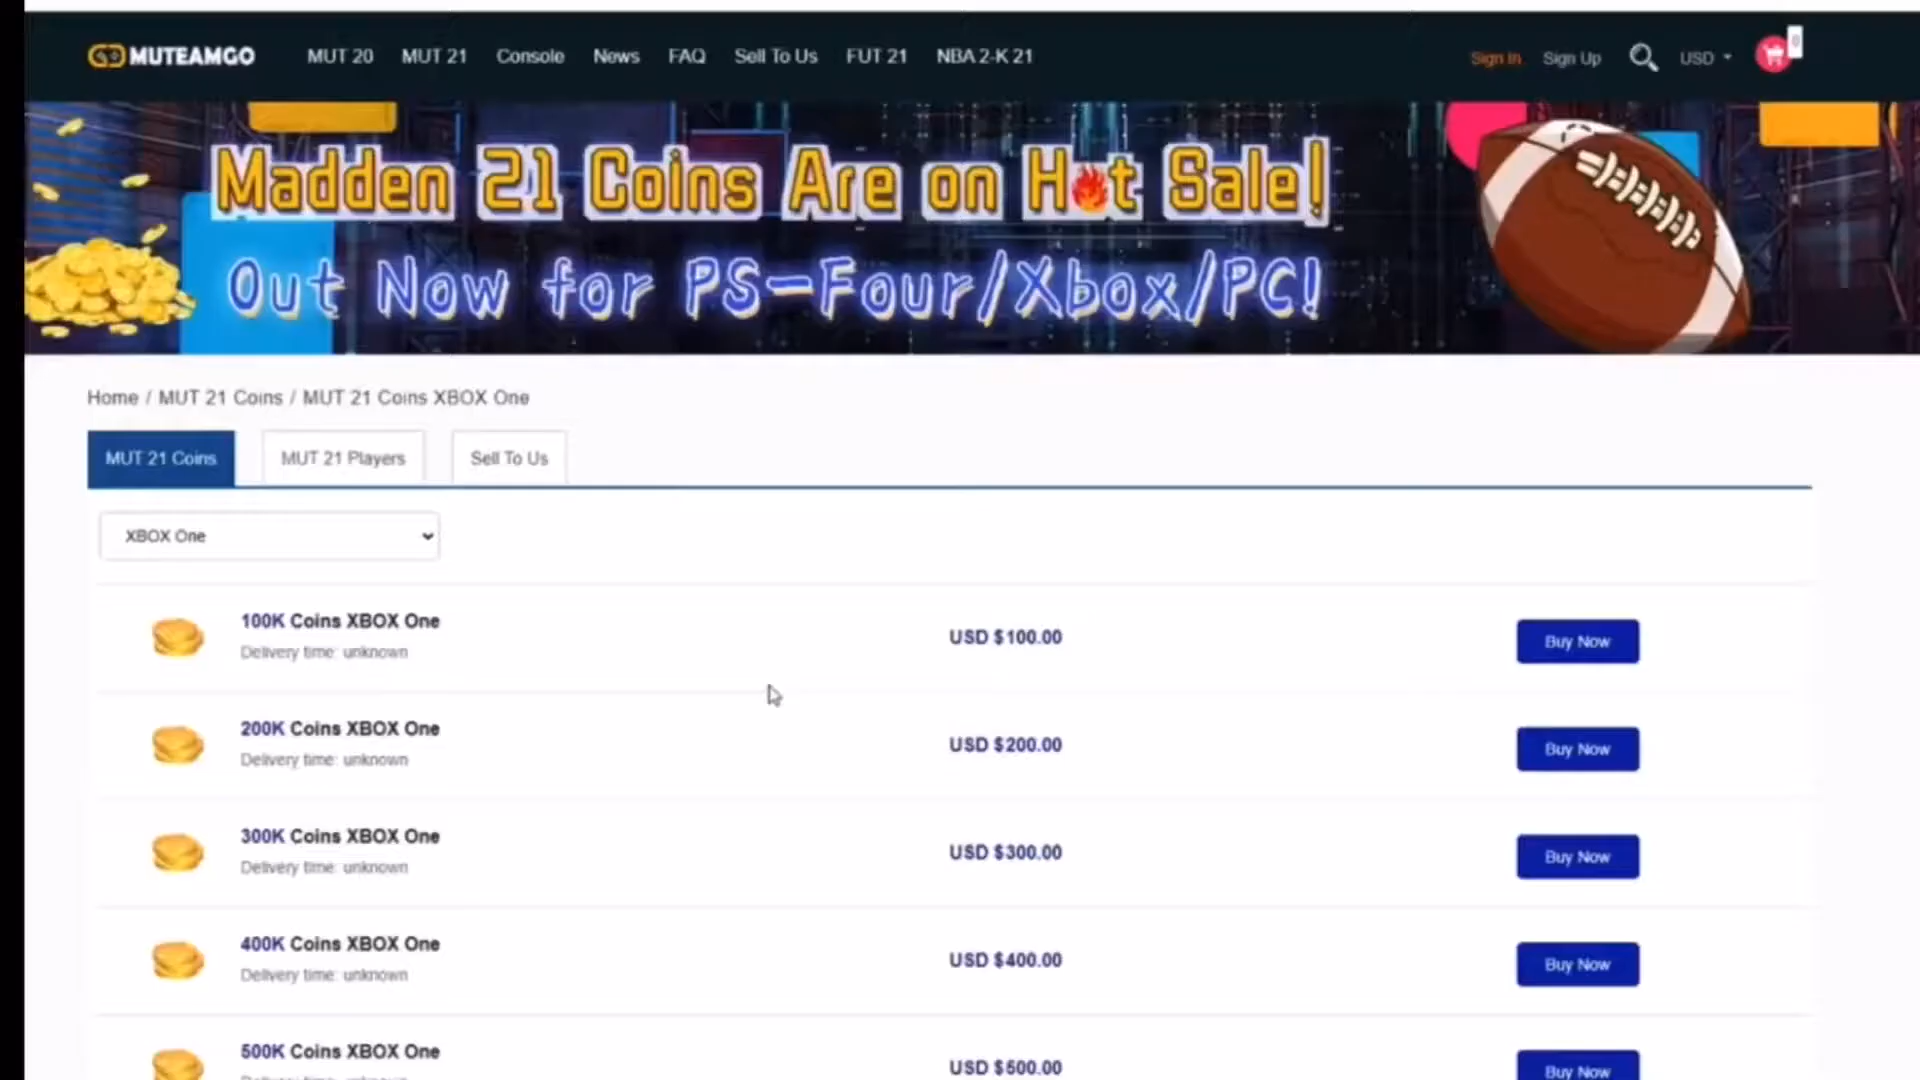 MUTEAMGO MUT 20 MUT 21 Console News FAQ Sell To Us FUT 21 NBA 2-K 21 Sign In Sign Up USD 0
Madden 21 Coins Are on Hot Sale!
Out Now for PS-Four/Xbox/PC!
Home / MUT 21 Coins / MUT 21 Coins XBOX One
MUT 21 Coins MUT 21 Players Sell To Us
XBOX One
100K Coins XBOX One
Delivery time: unknown
USD $100.00
Buy Now
200K Coins XBOX One
Delivery time: unknown
USD $200.00
Buy Now
300K Coins XBOX One
Delivery time: unknown
USD $300.00
Buy Now
400K Coins XBOX One
Delivery time: unknown
USD $400.00
Buy Now
500K Coins XBOX One
USD $500.00
Buy Now